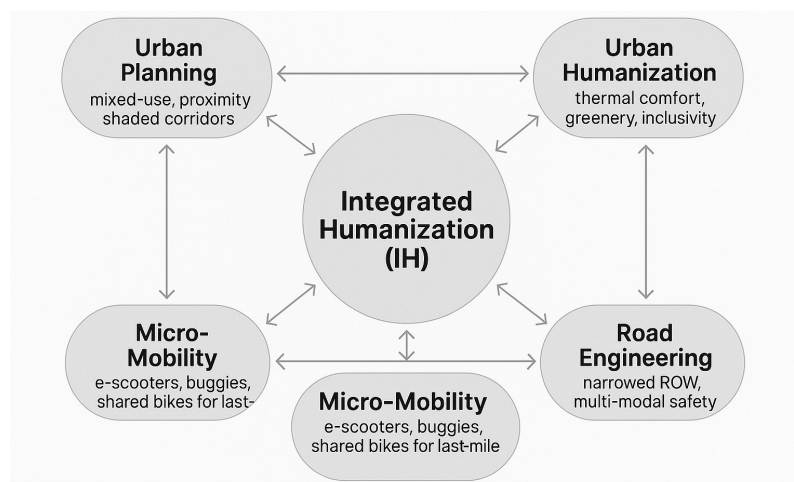 Urban
Planning
mixed-use, proximity
shaded corridors
Urban
Humanization
thermal comfort,
greenery, inclusivity
Integrated
Humanization
(IH)
Micro-
Mobility
e-scooters, buggies,
shared bikes for last-
Road
Engineering
narrowed ROW,
multi-modal safety
Micro-Mobility
e-scooters, buggies,
shared bikes for last-mile